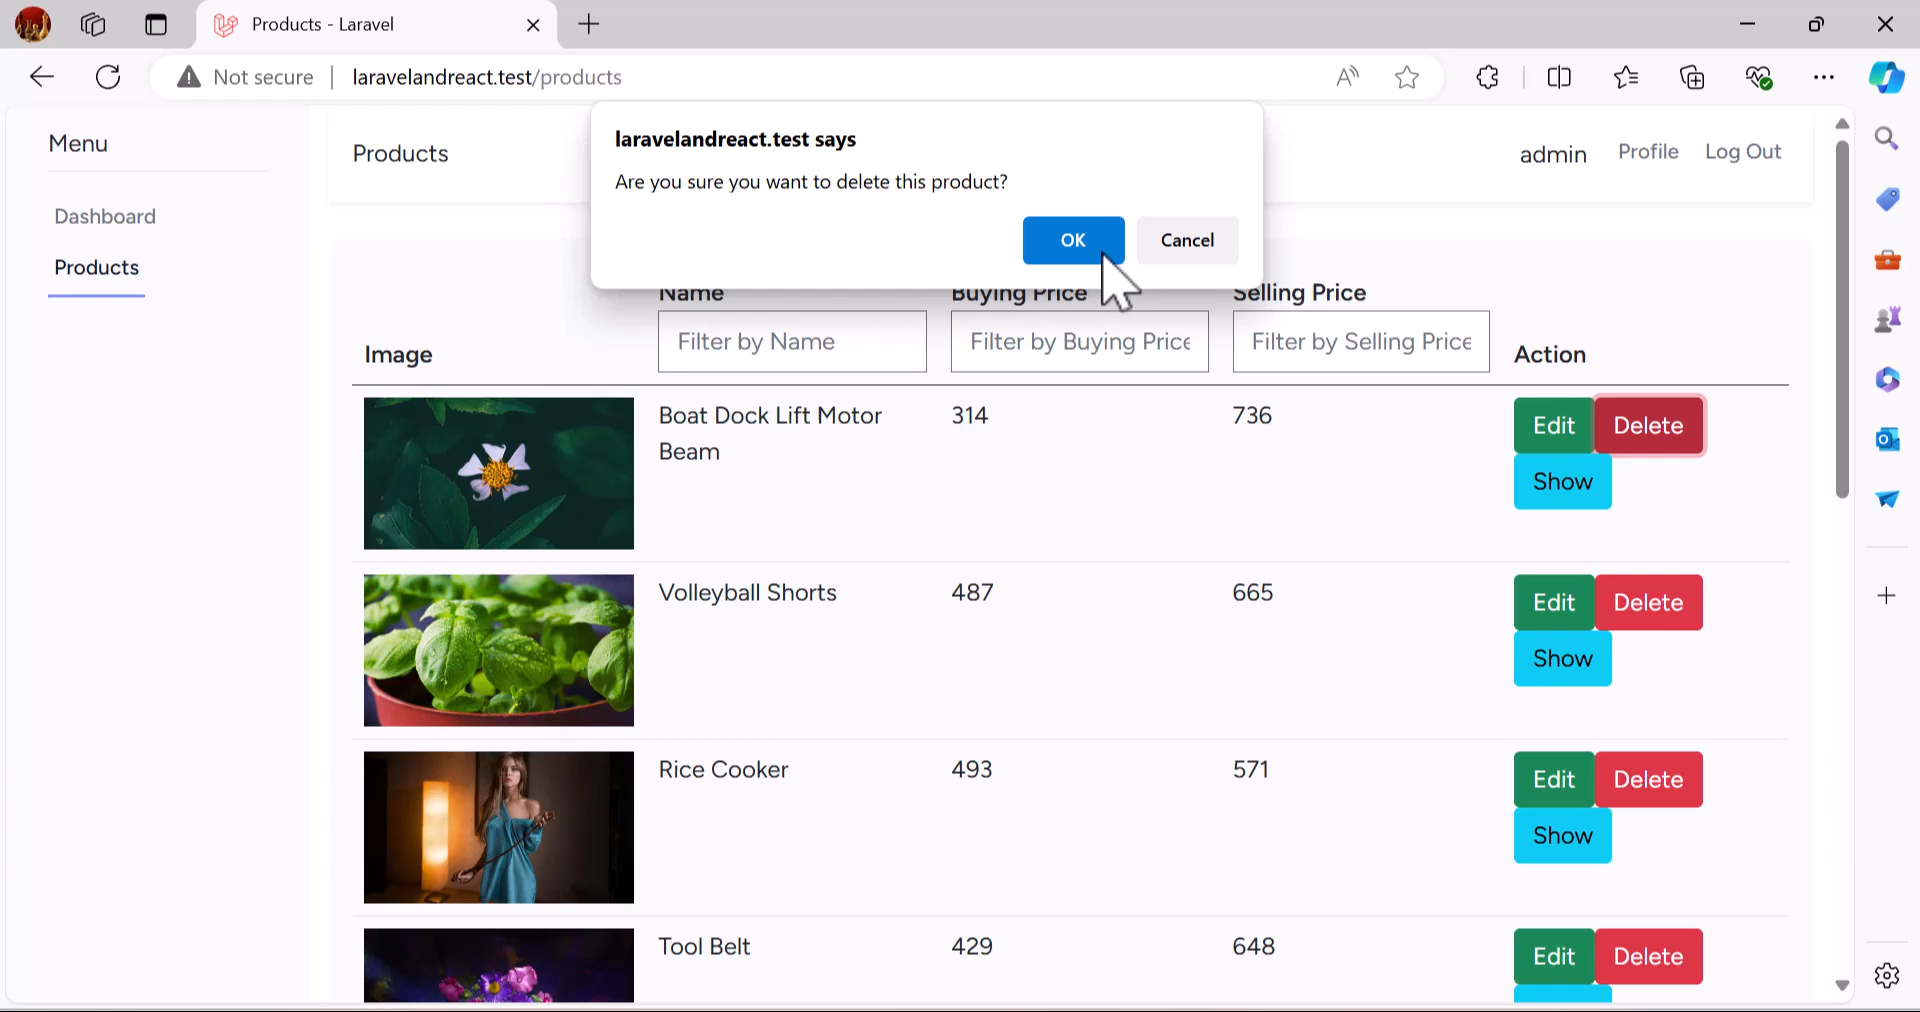 Products - Laravel
Not secure
laravelandreact.test/products
Menu
Dashboard
Products
Products
admin
Profile
Log Out
laravelandreact.test says
Are you sure you want to delete this product?
OK
Cancel
Image
Name
Filter by Name
Buying Price
Filter by Buying Price
Selling Price
Filter by Selling Price
Action
Boat Dock Lift Motor
Beam
314
736
Edit
Delete
Show
Volleyball Shorts
487
665
Edit
Delete
Show
Rice Cooker
493
571
Edit
Delete
Show
Tool Belt
429
648
Edit
Delete